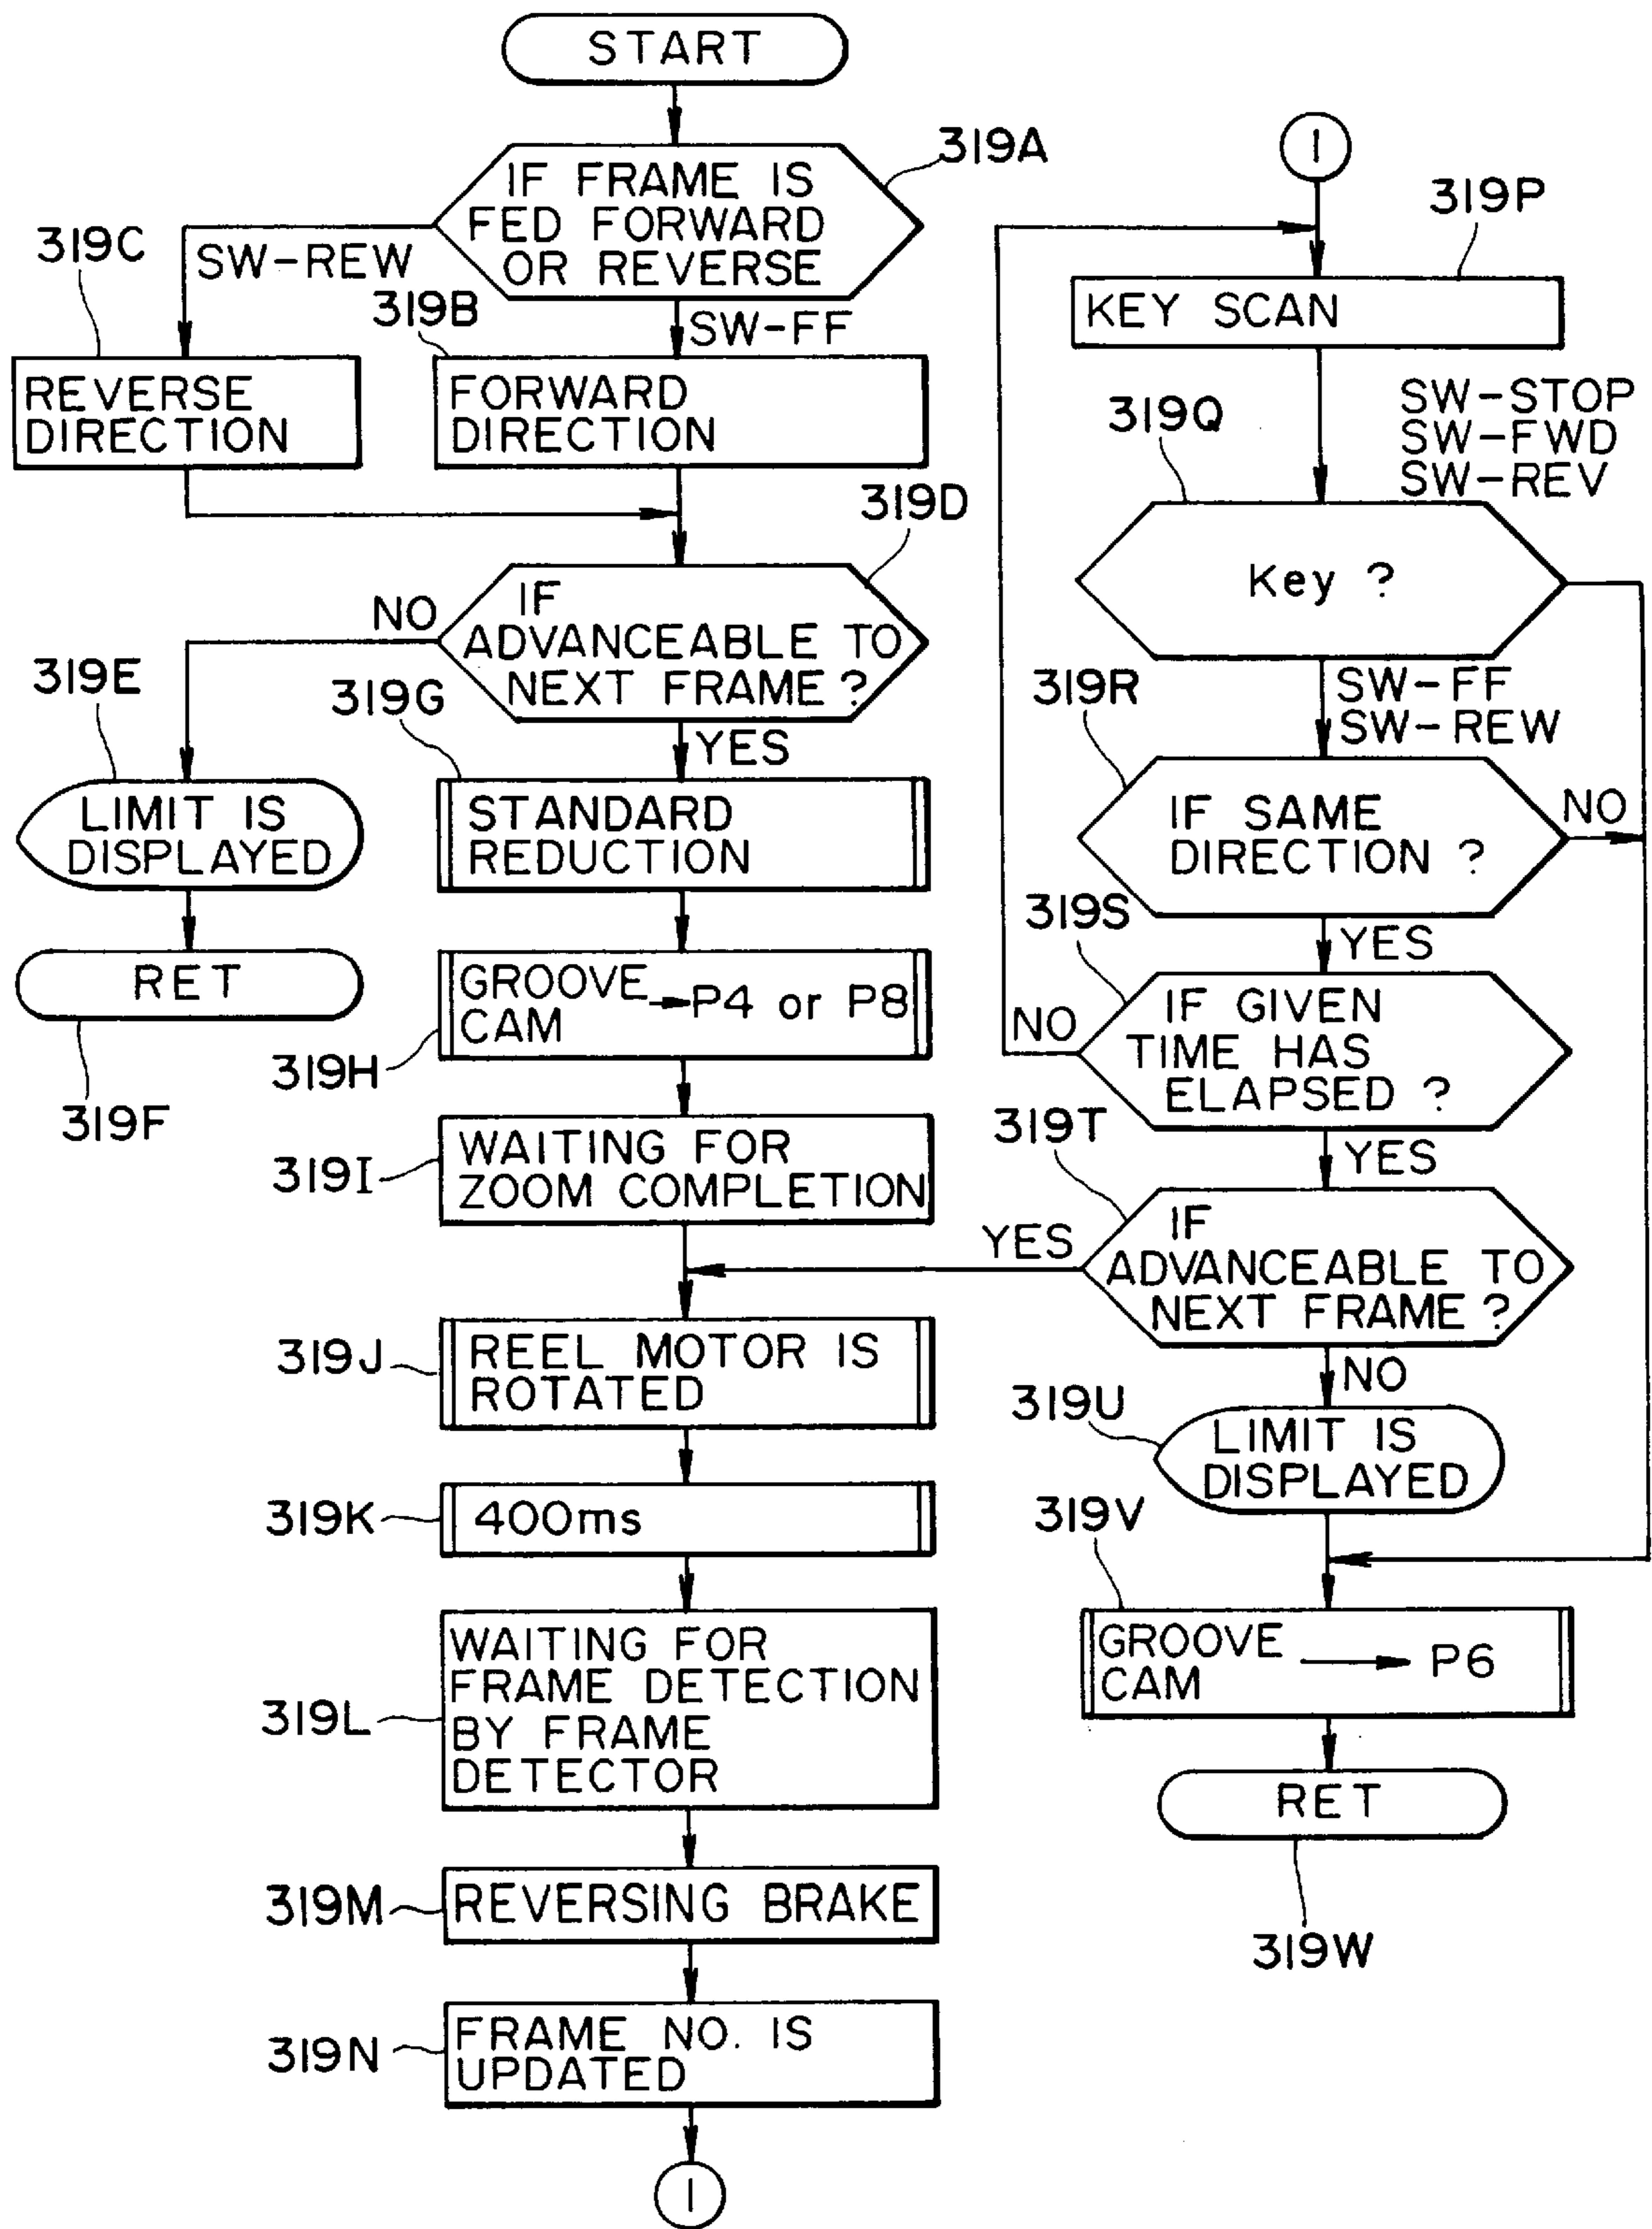 START
319A
IF FRAME IS
FED FORWARD
OR REVERSE
319C
SW-REW
319B
SW-FF
REVERSE
DIRECTION
FORWARD
DIRECTION
319D
NO
IF
ADVANCEABLE TO
NEXT FRAME?
319E
319G
YES
LIMIT IS
DISPLAYED
STANDARD
REDUCTION
RET
319F
GROOVE
CAM
P4 or P8
319H
WAITING FOR
ZOOM COMPLETION
319I
REEL MOTOR IS
ROTATED
319J
400ms
319K
WAITING FOR
FRAME DETECTION
BY FRAME
DETECTOR
319L
REVERSING BRAKE
319M
FRAME NO. IS
UPDATED
319N
1
1
319P
KEY SCAN
SW-STOP
SW-FWD
SW-REV
319Q
Key ?
319R
SW-FF
SW-REW
IF SAME
DIRECTION ?
NO
319S
YES
IF GIVEN
TIME HAS
ELAPSED ?
NO
319T
YES
IF
ADVANCEABLE TO
NEXT FRAME?
YES
NO
319U
LIMIT IS
DISPLAYED
319V
GROOVE
CAM
P6
RET
319W